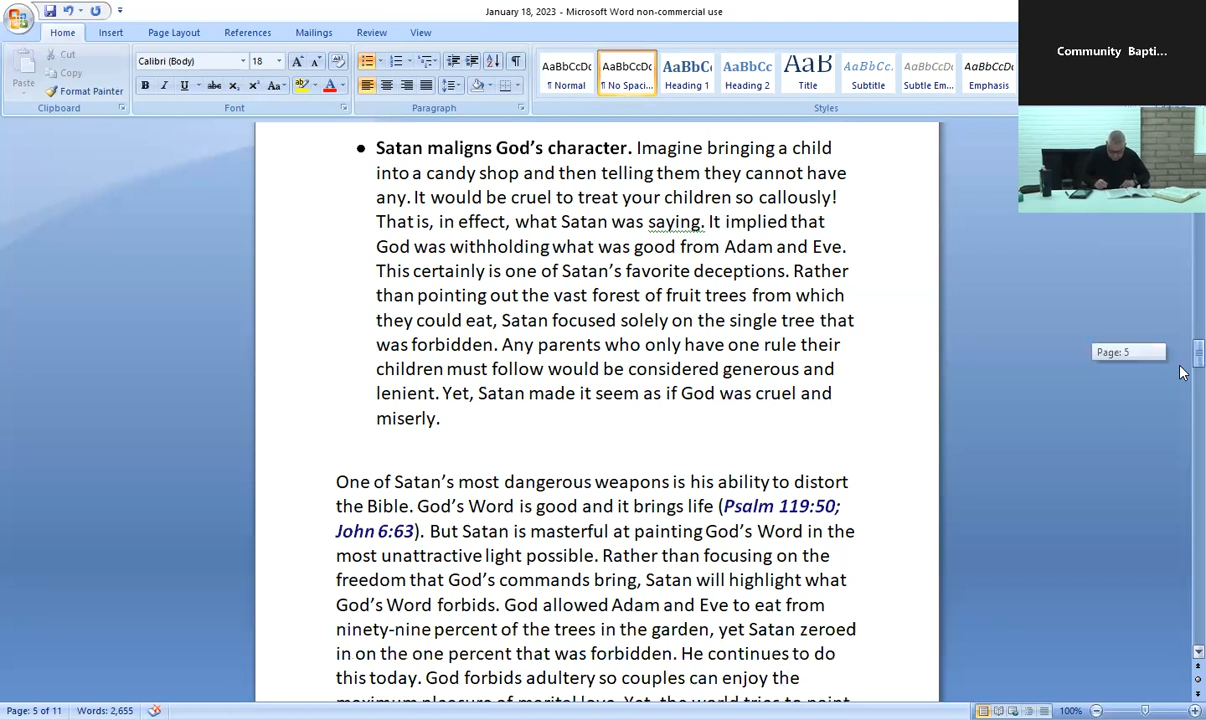 January 18, 2023 - Microsoft Word non-commercial use
Community Bapti...
Home Insert Page Layout References Mailings Review View
Cut
Copy
Format Painter
Paste
Clipboard
Calibri (Body) 18
Font
Paragraph
AaBbCcDc AaBbCcDc AaBbCc AaBbCc AaB AaBbCc. AaBbCcDc AaBbCcDc
¶ Normal ¶ No Spaci... Heading 1 Heading 2 Title Subtitle Subtle Em... Emphasis
Styles
● Satan maligns God’s character. Imagine bringing a child
into a candy shop and then telling them they cannot have
any. It would be cruel to treat your children so callously!
That is, in effect, what Satan was saying. It implied that
God was withholding what was good from Adam and Eve.
This certainly is one of Satan’s favorite deceptions. Rather
than pointing out the vast forest of fruit trees from which
they could eat, Satan focused solely on the single tree that
was forbidden. Any parents who only have one rule their
children must follow would be considered generous and
lenient. Yet, Satan made it seem as if God was cruel and
miserly.
Page: 5
One of Satan’s most dangerous weapons is his ability to distort
the Bible. God’s Word is good and it brings life (Psalm 119:50;
John 6:63). But Satan is masterful at painting God’s Word in the
most unattractive light possible. Rather than focusing on the
freedom that God’s commands bring, Satan will highlight what
God’s Word forbids. God allowed Adam and Eve to eat from
ninety-nine percent of the trees in the garden, yet Satan zeroed
in on the one percent that was forbidden. He continues to do
this today. God forbids adultery so couples can enjoy the
maximum pleasure of marital love. Yet, the world tries to paint
Page: 5 of 11 Words: 2,655 100%